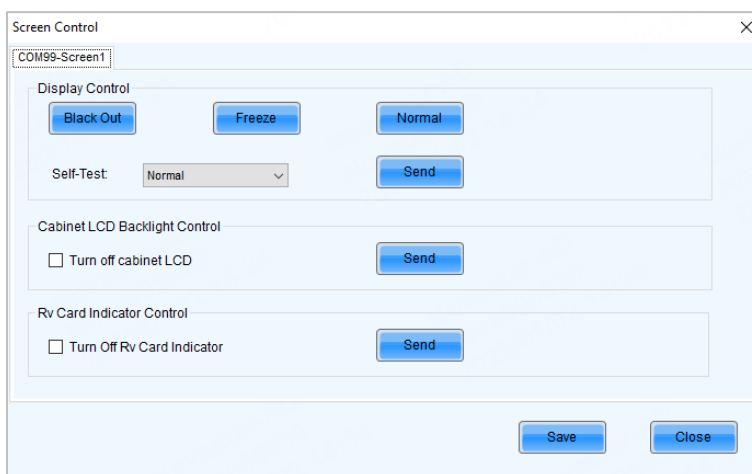 Screen Control
COM99-Screen1
Display Control
Black Out Freeze Normal
Self-Test: Normal Send
Cabinet LCD Backlight Control
Turn off cabinet LCD Send
Rv Card Indicator Control
Turn Off Rv Card Indicator Send
Save Close